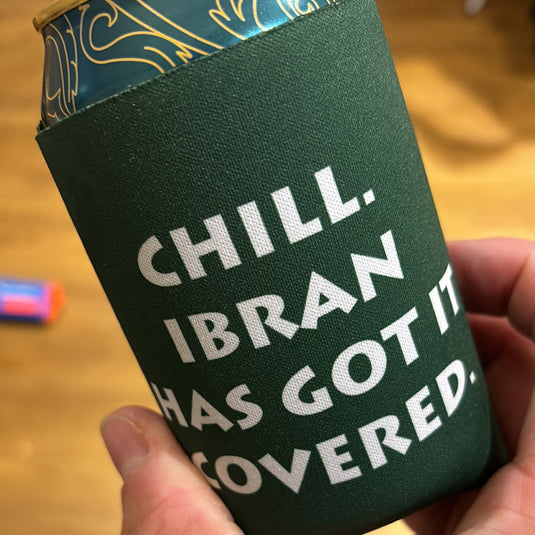 CHILL.
IBRAN
HAS GOT IT
COVERED.